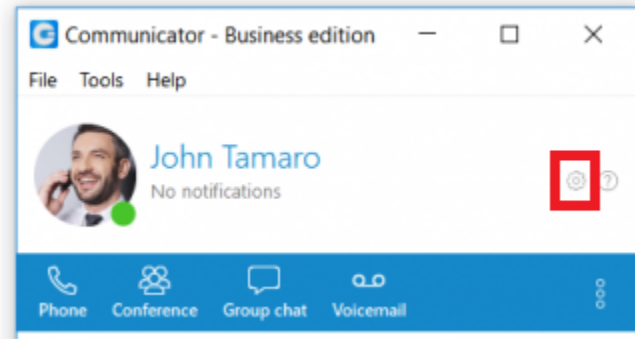 Communicator - Business edition
File Tools Help
John Tamaro
No notifications
?
Phone Conference Group chat Voicemail